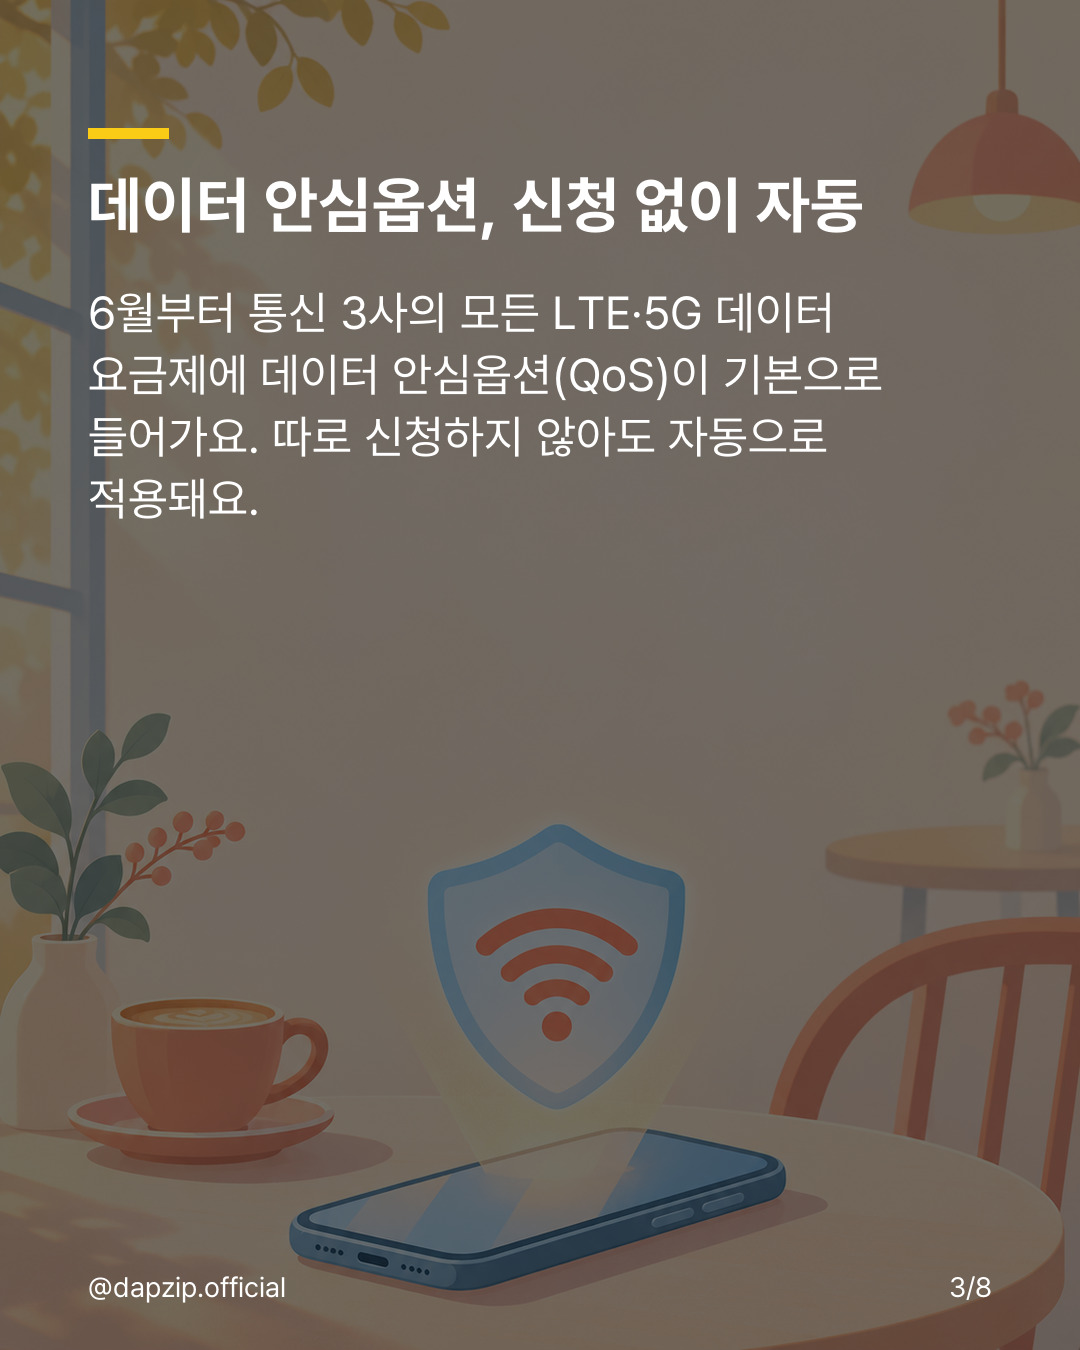 데이터 안심옵션, 신청 없이 자동
6월부터 통신 3사의 모든 LTE·5G 데이터
요금제에 데이터 안심옵션(QoS)이 기본으로
들어가요. 따로 신청하지 않아도 자동으로
적용돼요.
@dapzip.official
3/8